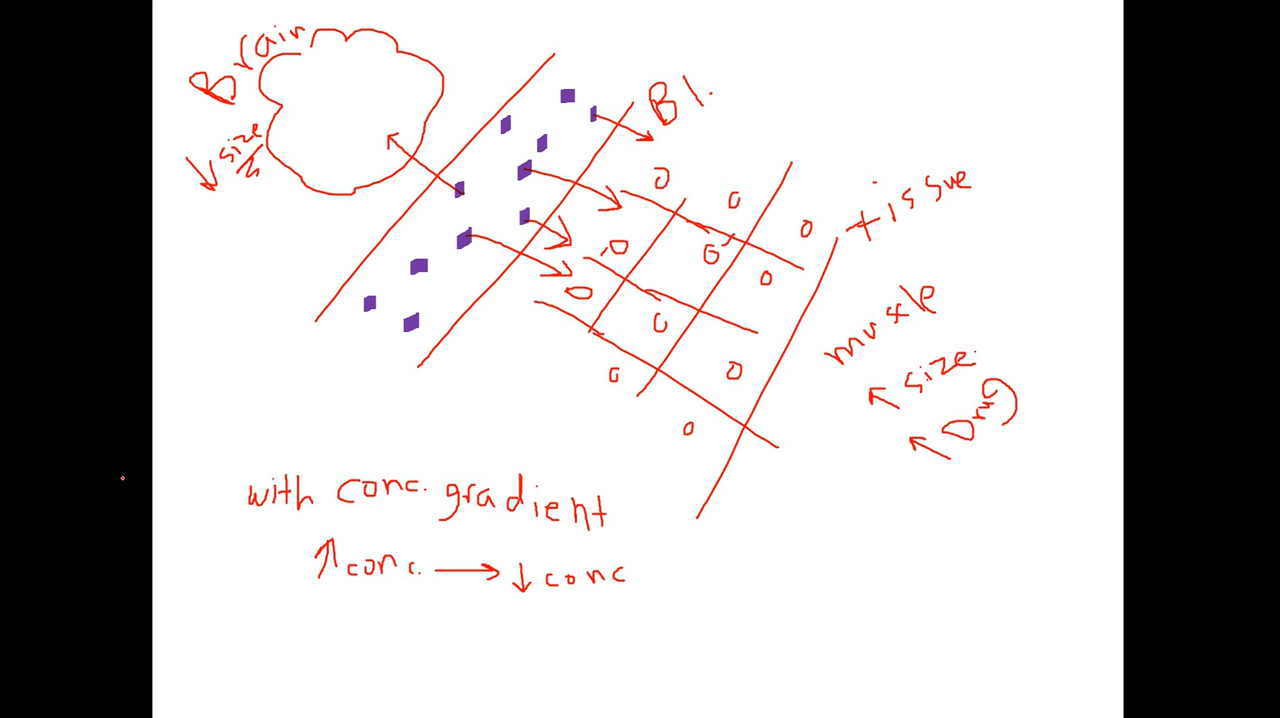 Brain
↓ size
Bl.
tissue
muscle
↑ size
↑ Drug
with conc. gradient
↑ conc. → ↓ conc